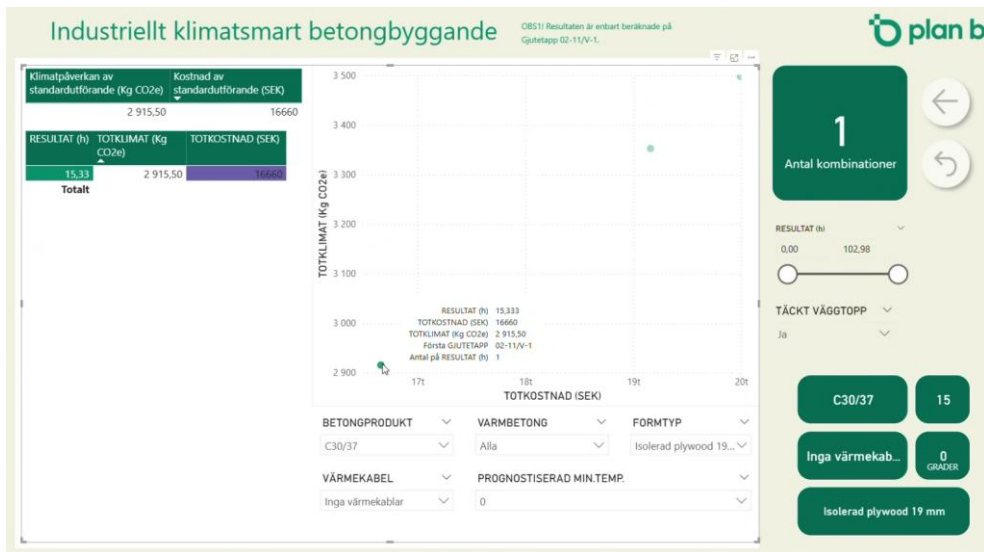 Industriellt klimatsmart betongbyggande
OBS1! Resultaten är enbart beräknade på
Gjutetapp 02-11/V-1.
plan b
Klimatpåverkan av
standardutförande (Kg CO2e)
Kostnad av
standardutförande (SEK)
2 915,50
16660
RESULTAT (h)
TOTKLIMAT (Kg
CO2e)
TOTKOSTNAD (SEK)
15,33
2 915,50
16660
Totalt
TOTKLIMAT (Kg CO2e)
3 500
3 400
3 300
3 200
3 100
3 000
2 900
RESULTAT (h) 15,333
TOTKOSTNAD (SEK) 16660
TOTKLIMAT (Kg CO2e) 2 915,50
Första GJUTETAPP 02-11/V-1
Antal på RESULTAT (h) 1
17t
18t
19t
20t
TOTKOSTNAD (SEK)
BETONGPRODUKT
C30/37
VARMBETONG
Alla
FORMTYP
Isolerad plywood 19...
VÄRMEKABEL
Inga värmekablar
PROGNOSTISERAD MIN.TEMP.
0
1
Antal kombinationer
RESULTAT (h)
0,00
102,98
TÄCKT VÄGGTOPP
Ja
C30/37
15
Inga värmekab...
0
GRADER
Isolerad plywood 19 mm